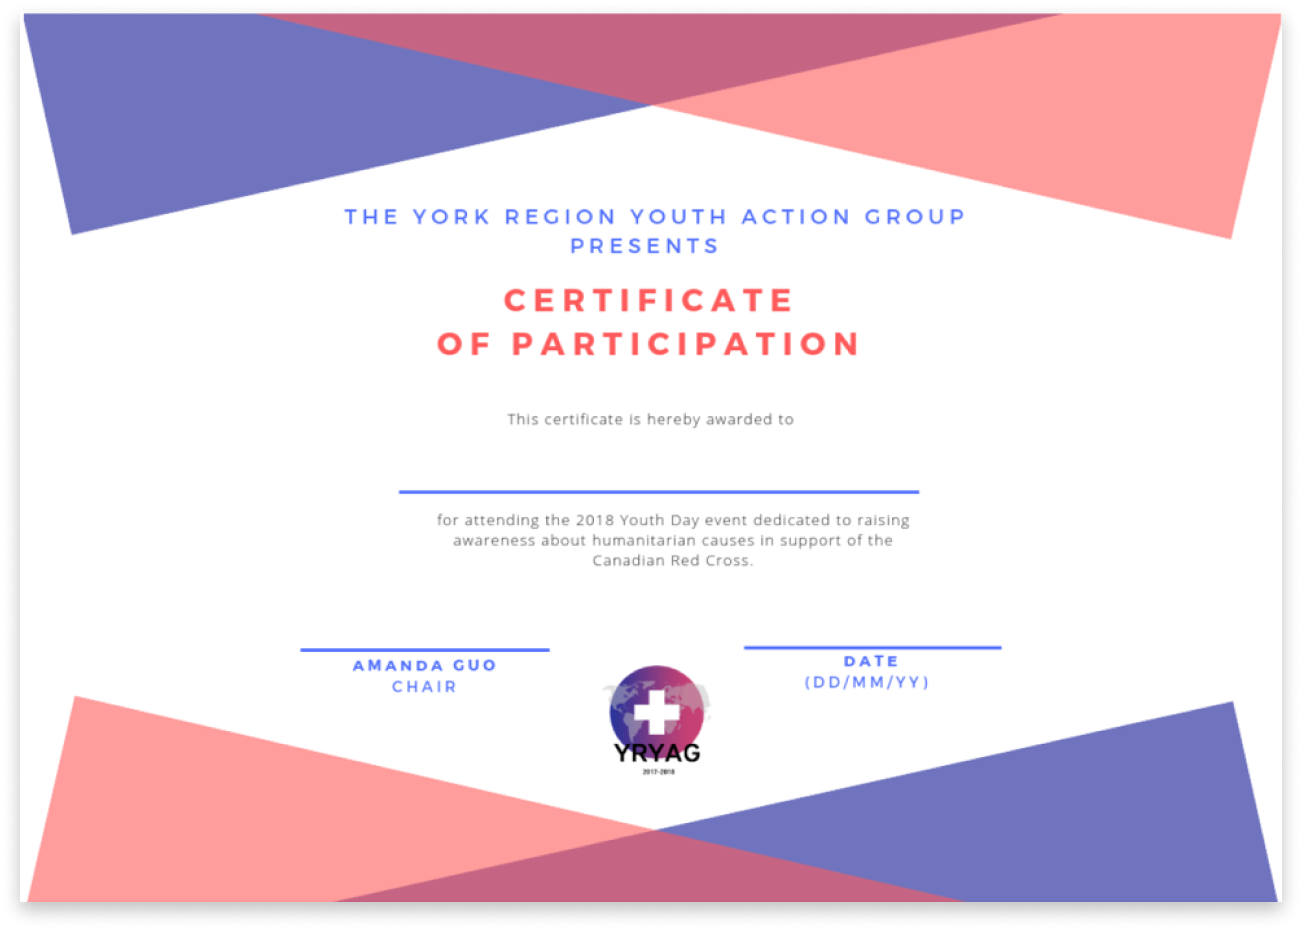 THE YORK REGION YOUTH ACTION GROUP
PRESENTS
CERTIFICATE
OF PARTICIPATION
This certificate is hereby awarded to
for attending the 2018 Youth Day event dedicated to raising
awareness about humanitarian causes in support of the
Canadian Red Cross.
AMANDA GUO
CHAIR
DATE
(DD/MM/YY)
YRYAG
2017-2018